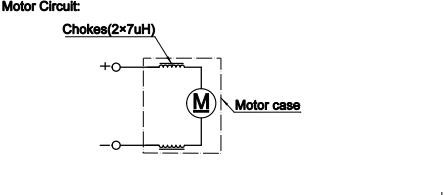 Motor Circuit:
Chokes(2×7uH)
+
M
Motor case
−